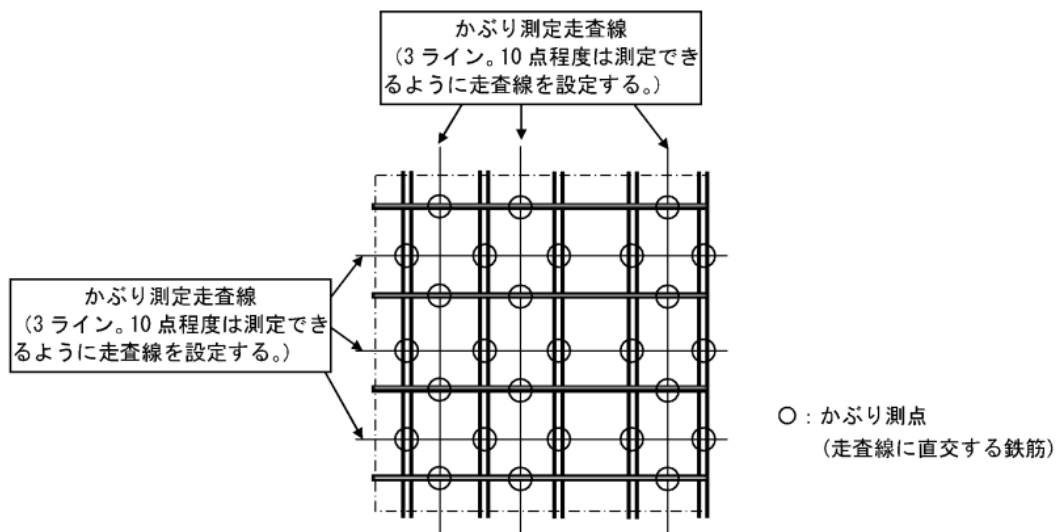 かぶり測定走査線
（3 ライン。10 点程度は測定でき
るように走査線を設定する。）
かぶり測定走査線
（3 ライン。10 点程度は測定でき
るように走査線を設定する。）
○：かぶり測点
（走査線に直交する鉄筋）